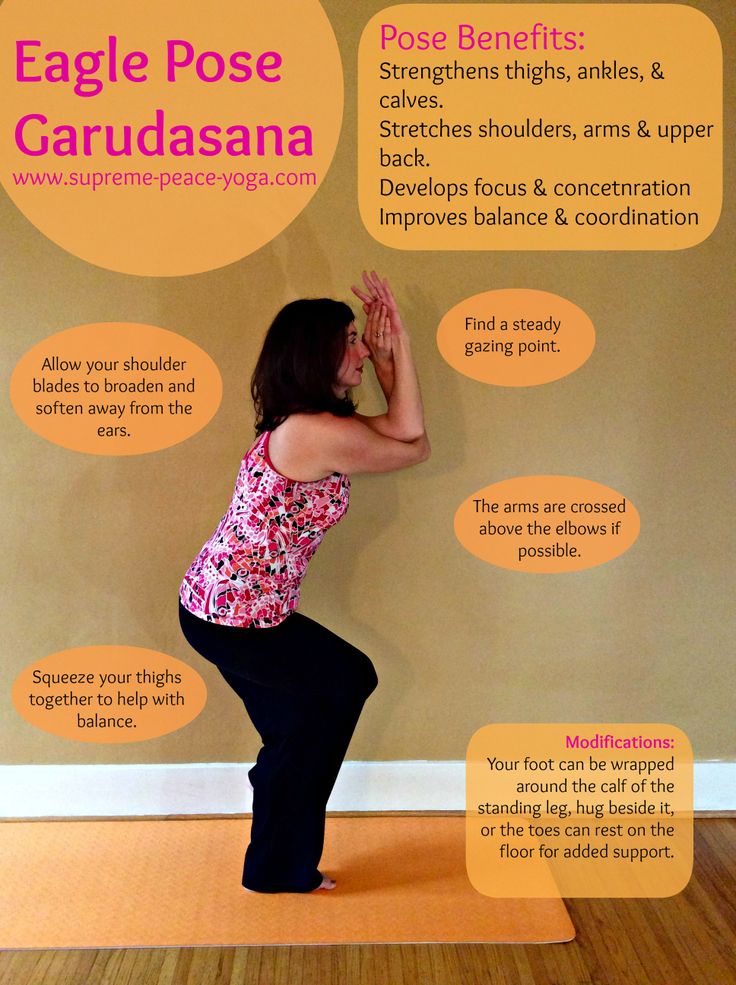 Eagle Pose
Garudasana
www.supreme-peace-yoga.com
Pose Benefits:
Strengthens thighs, ankles, &
calves.
Stretches shoulders, arms & upper
back.
Develops focus & concetnration
Improves balance & coordination
Find a steady
gazing point.
Allow your shoulder
blades to broaden and
soften away from the
ears.
The arms are crossed
above the elbows if
possible.
Squeeze your thighs
together to help with
balance.
Modifications:
Your foot can be wrapped
around the calf of the
standing leg, hug beside it,
or the toes can rest on the
floor for added support.